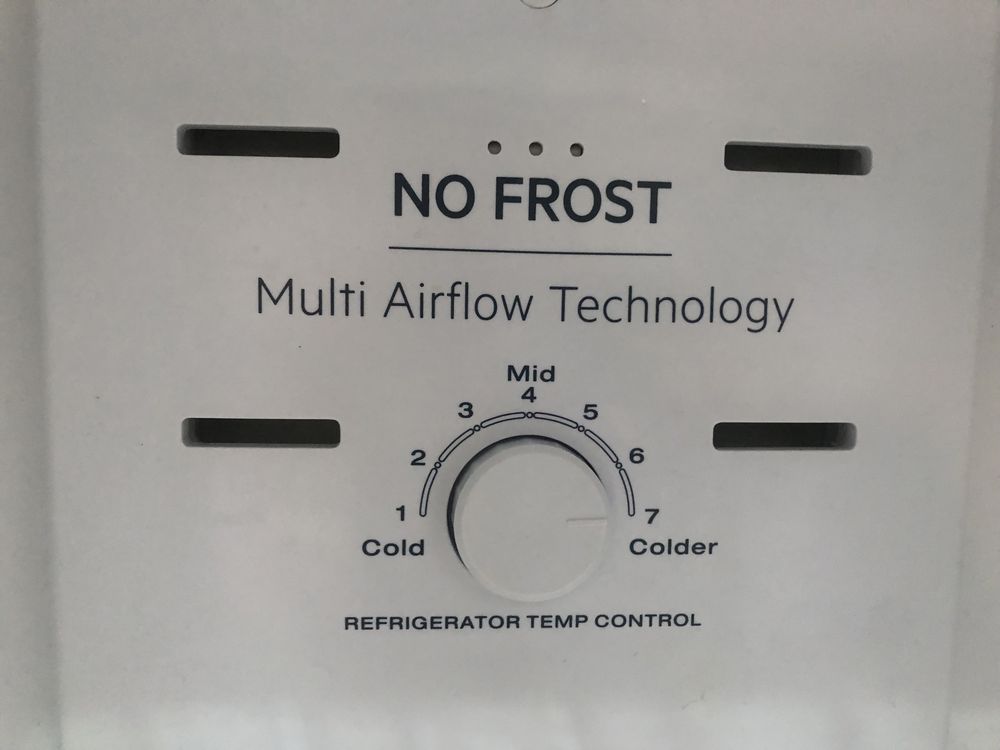 NO FROST
Multi Airflow Technology
Mid
4
3
5
2
6
1
7
Cold
Colder
REFRIGERATOR TEMP CONTROL